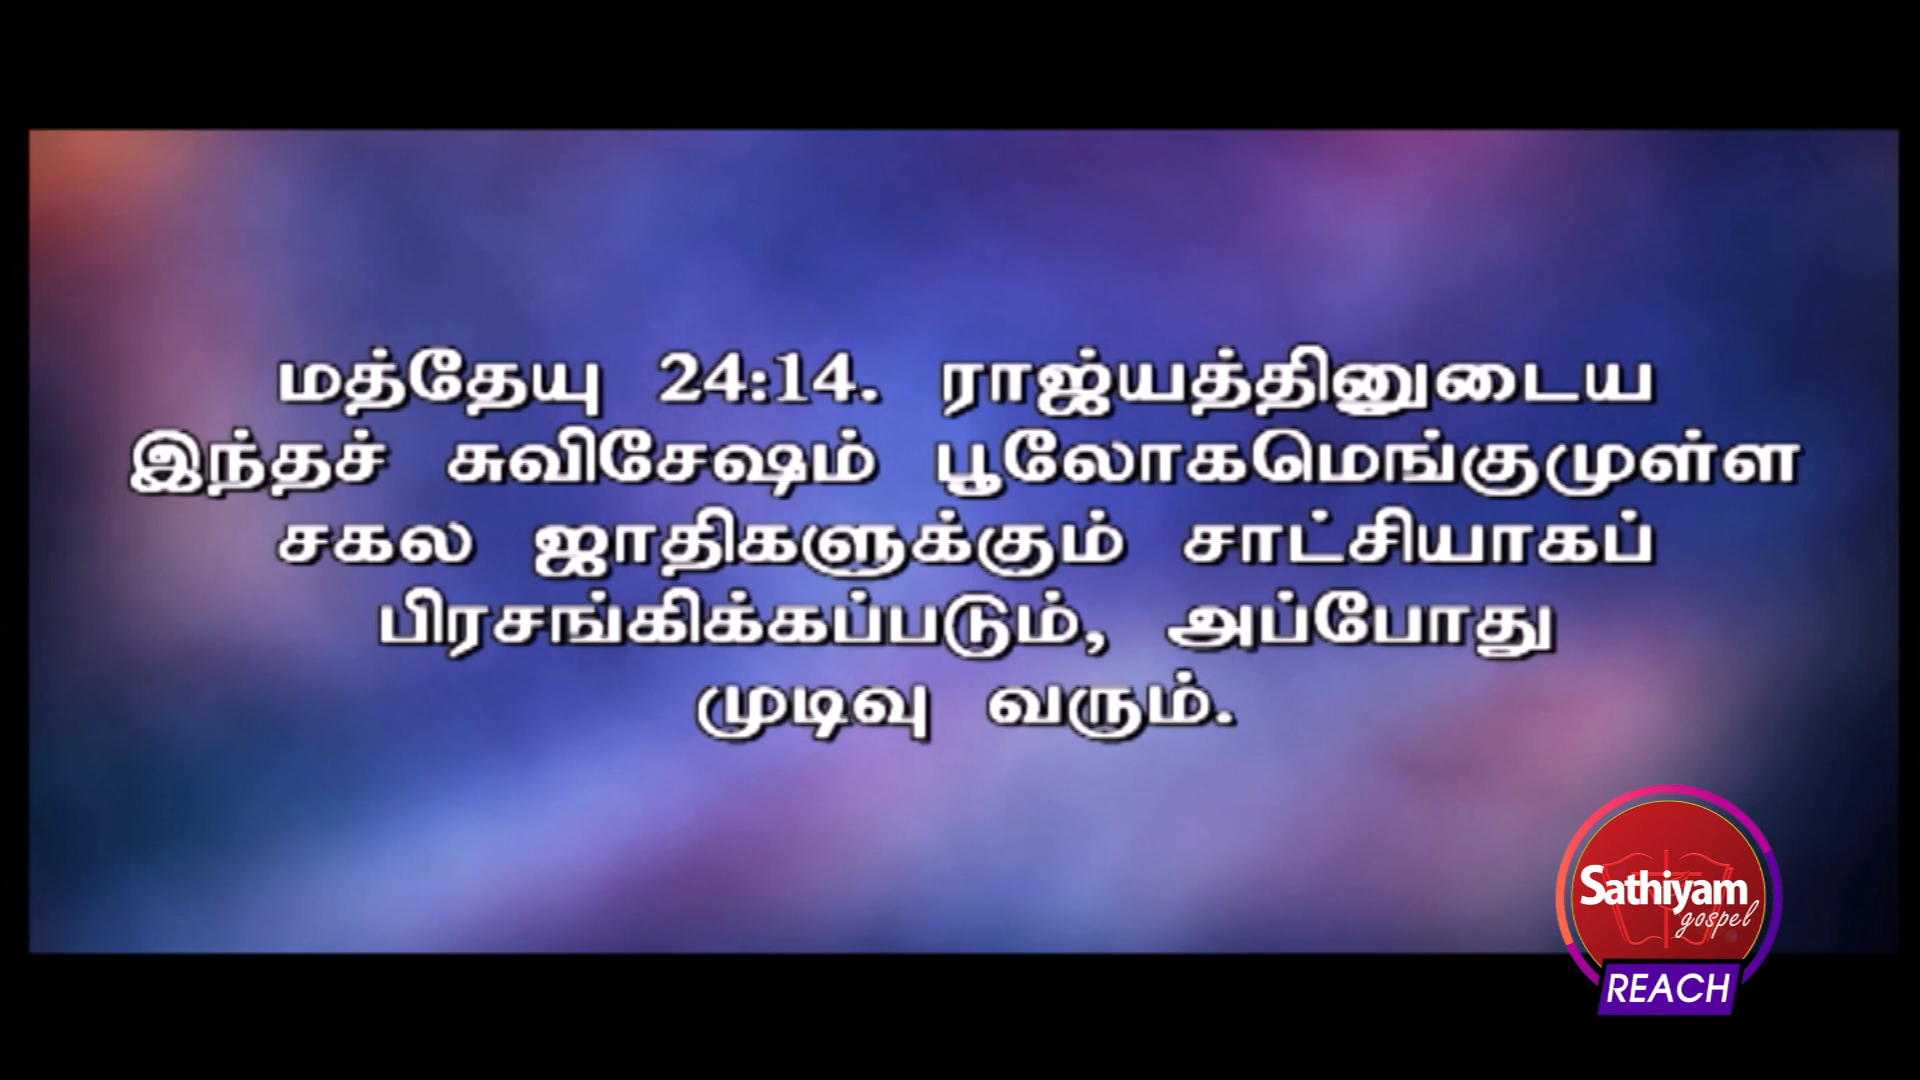 மத்தேயு 24:14. ராஜ்யத்தினுடைய
இந்தச் சுவிசேஷம் பூலோகமெங்குமுள்ள
சகல ஜாதிகளுக்கும் சாட்சியாகப்
பிரசங்கிக்கப்படும், அப்போது
முடிவு வரும்.
Sathiyam
gospel
REACH